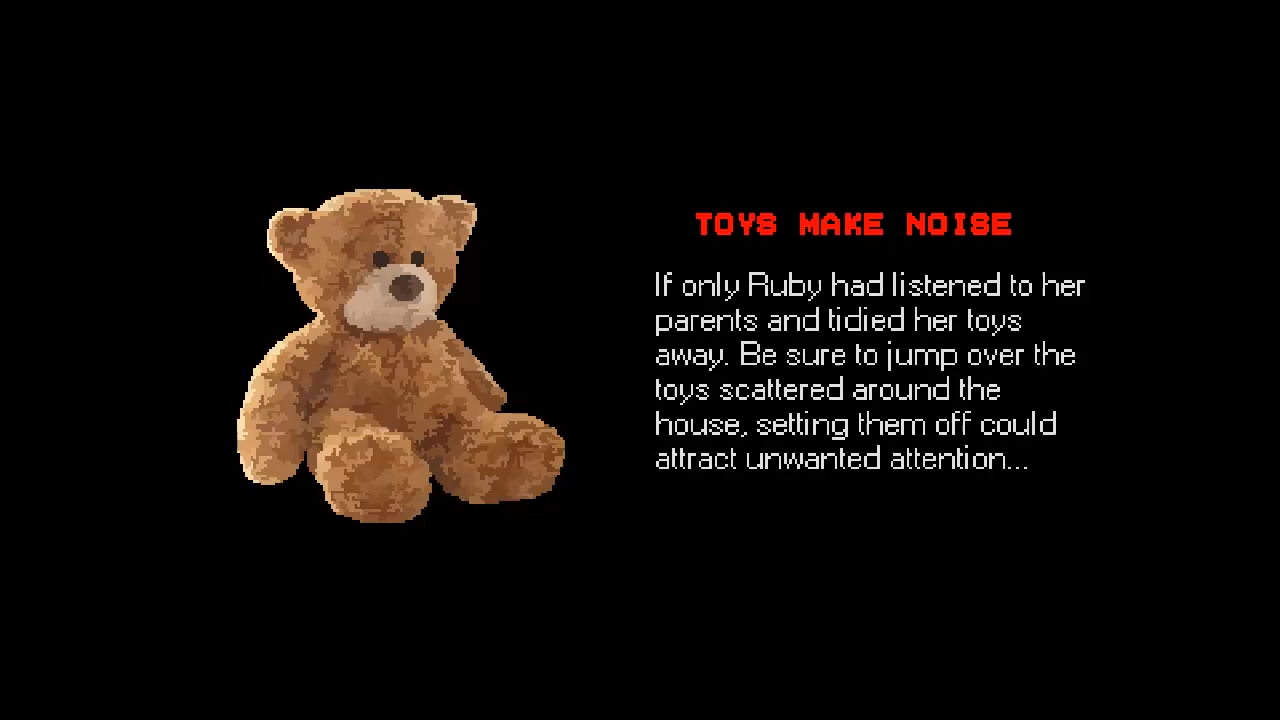 TOYS MAKE NOISE
If only Ruby had listened to her
parents and tidied her toys
away. Be sure to jump over the
toys scattered around the
house, setting them off could
attract unwanted attention...